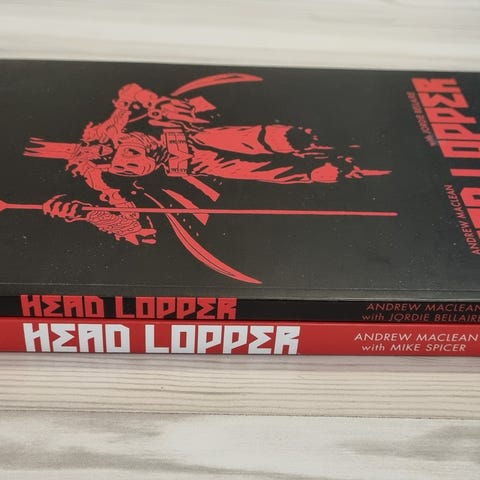 with JORDIE BELLAIRE
LOPPER
ANDREW MACLEAN
HEAD LOPPER
ANDREW MACLEAN
with JORDIE BELLAIRE
HEAD LOPPER
ANDREW MACLEAN
with MIKE SPICER